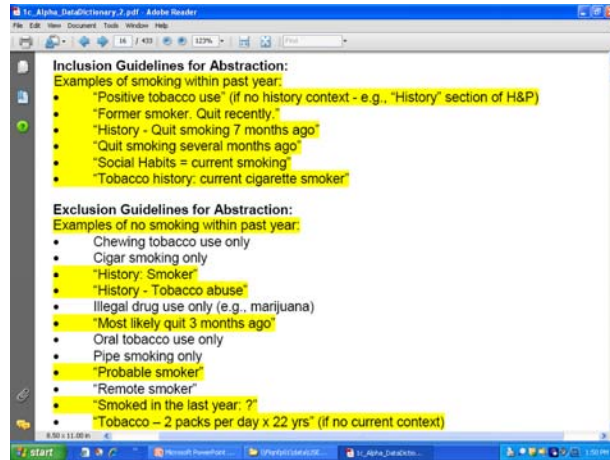 1c_Alpha_DataDictionary,2.pdf - Adobe Reader
File Edit View Document Tools Window Help
16 / 433 123% Find
Inclusion Guidelines for Abstraction:
Examples of smoking within past year:
• “Positive tobacco use” (if no history context - e.g., “History” section of H&P)
• “Former smoker. Quit recently.”
• “History - Quit smoking 7 months ago”
• “Quit smoking several months ago”
• “Social Habits = current smoking”
• “Tobacco history: current cigarette smoker”
Exclusion Guidelines for Abstraction:
Examples of no smoking within past year:
• Chewing tobacco use only
• Cigar smoking only
• “History: Smoker”
• “History - Tobacco abuse”
• Illegal drug use only (e.g., marijuana)
• “Most likely quit 3 months ago”
• Oral tobacco use only
• Pipe smoking only
• “Probable smoker”
• “Remote smoker”
• “Smoked in the last year: ?”
• “Tobacco – 2 packs per day x 22 yrs” (if no current context)
8.50 x 11.00 in
start Microsoft PowerPoint ... 1c_Alpha_DataDictio... 1:50 PM